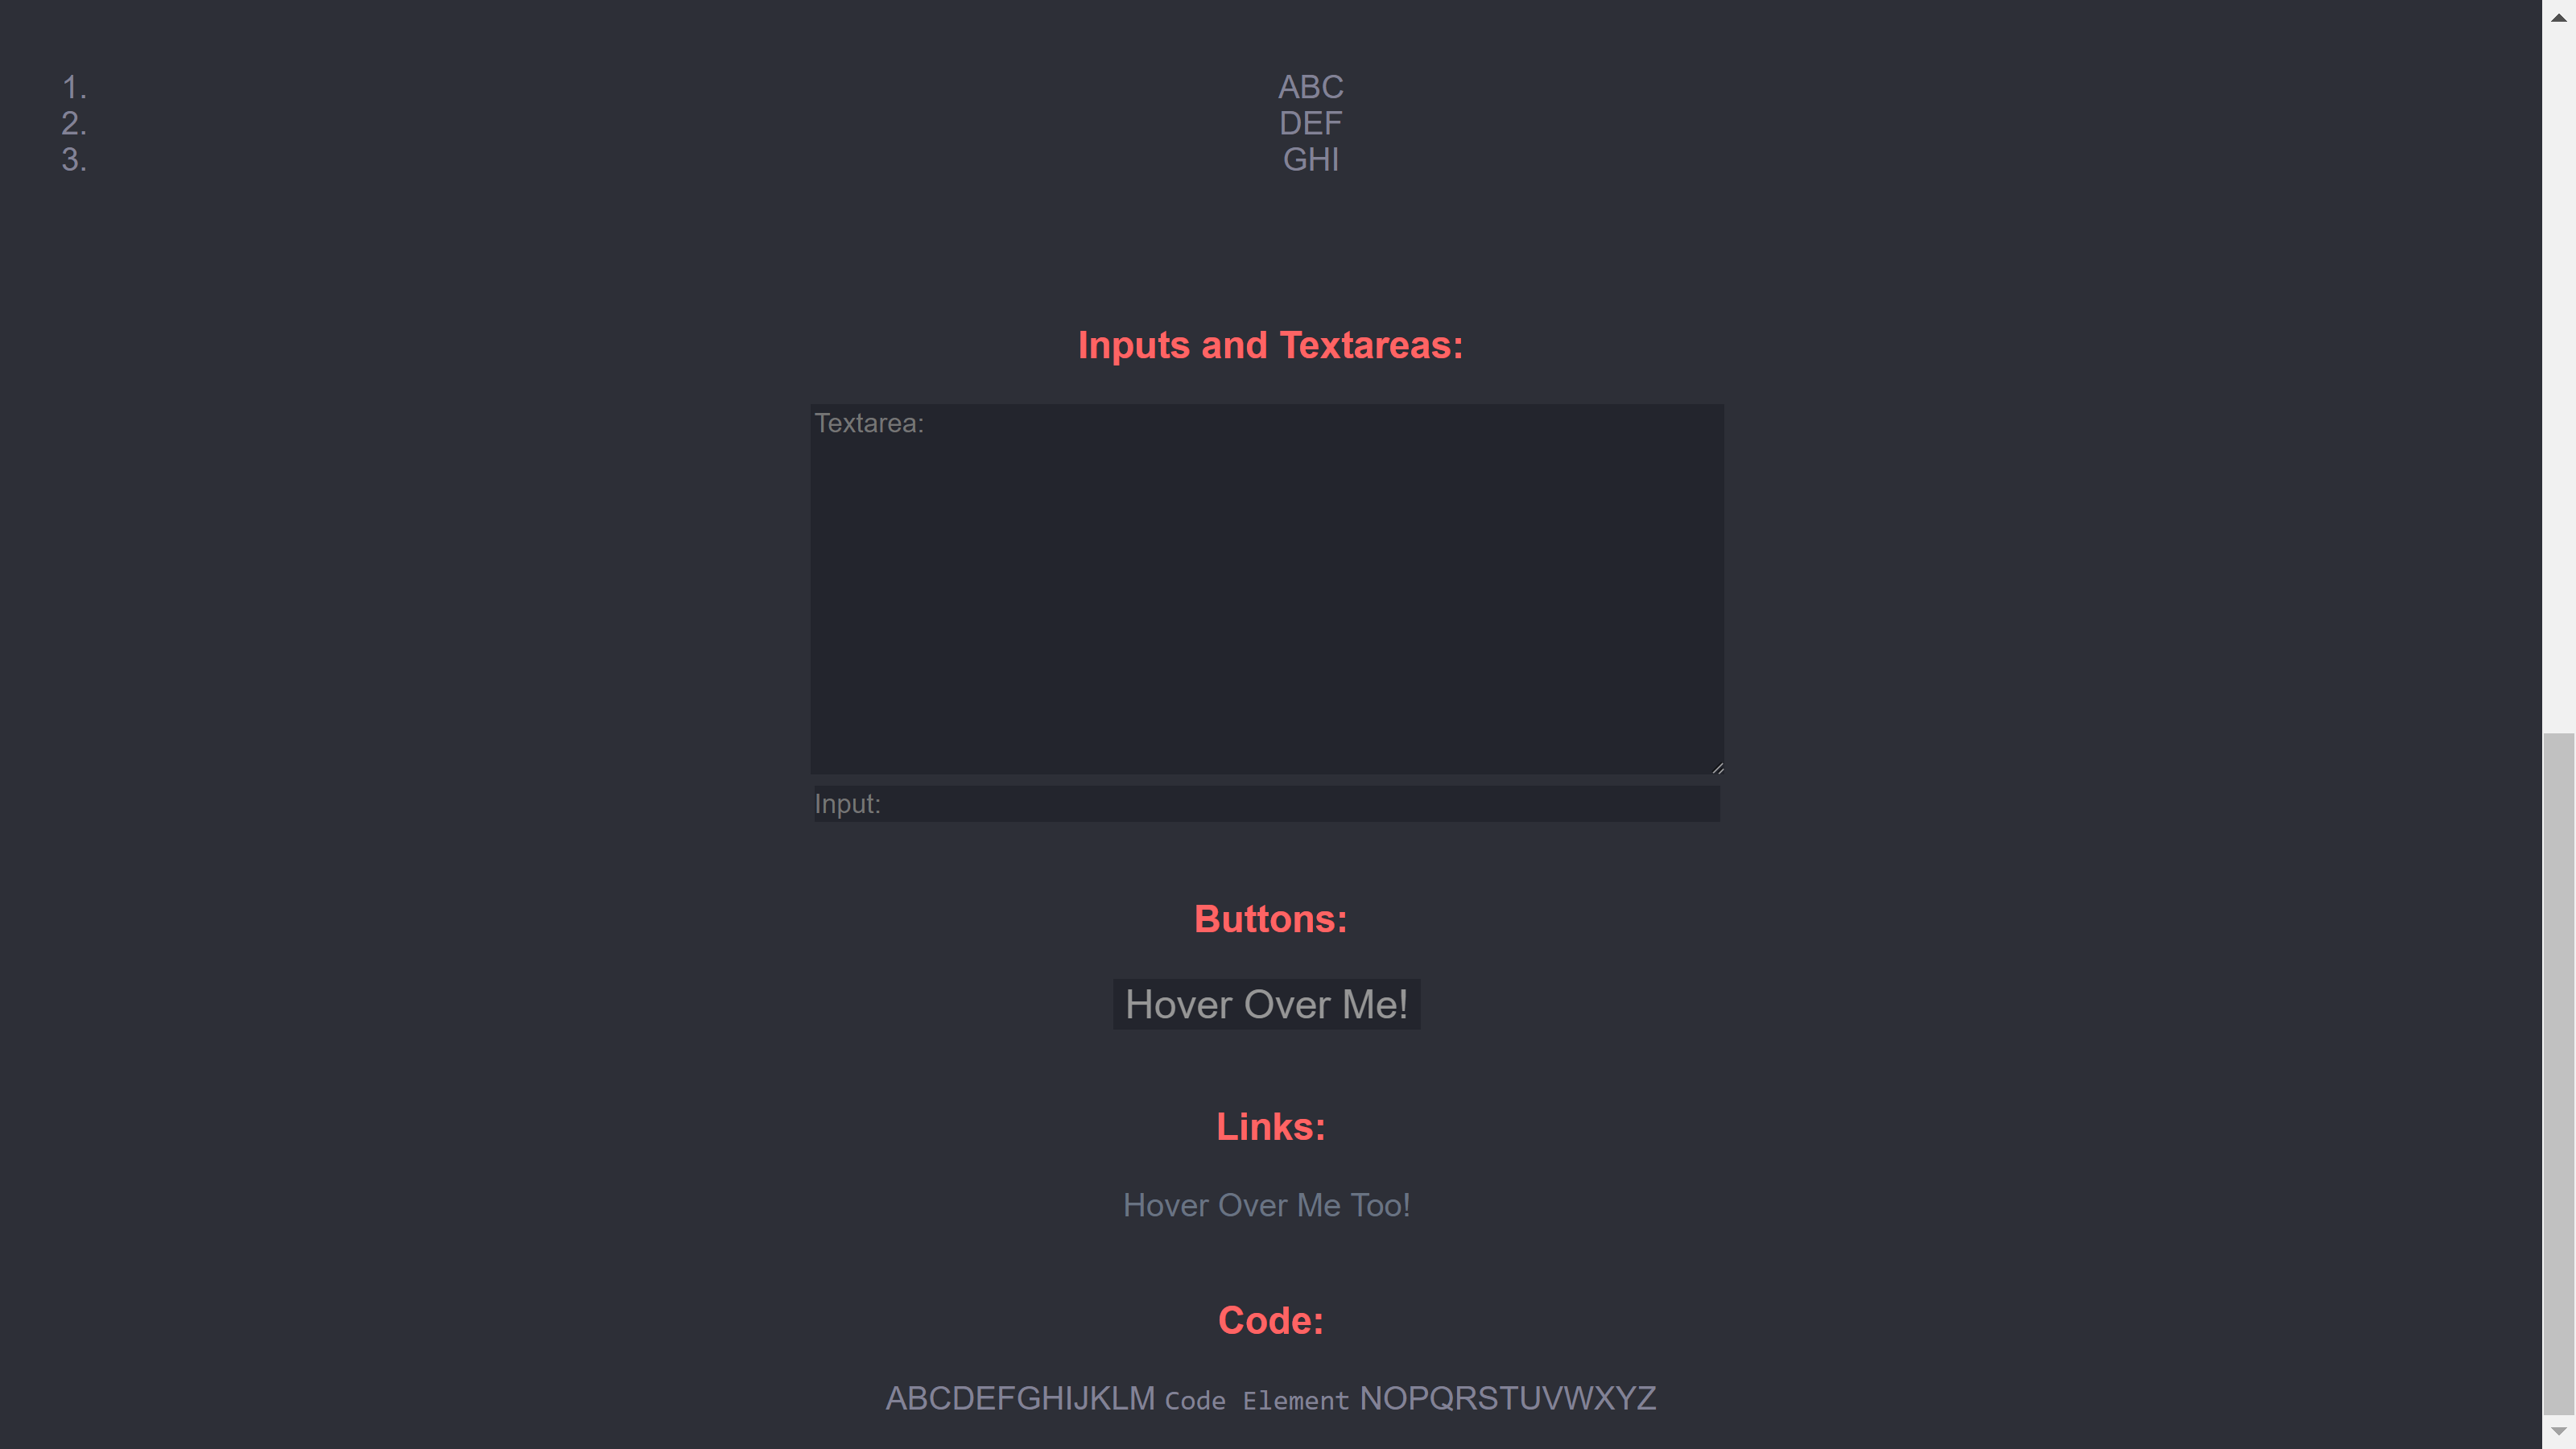 1. ABC
2. DEF
3. GHI
Inputs and Textareas:
Textarea:
Input:
Buttons:
Hover Over Me!
Links:
Hover Over Me Too!
Code:
ABCDEFGHIJKLM Code Element NOPQRSTUVWXYZ